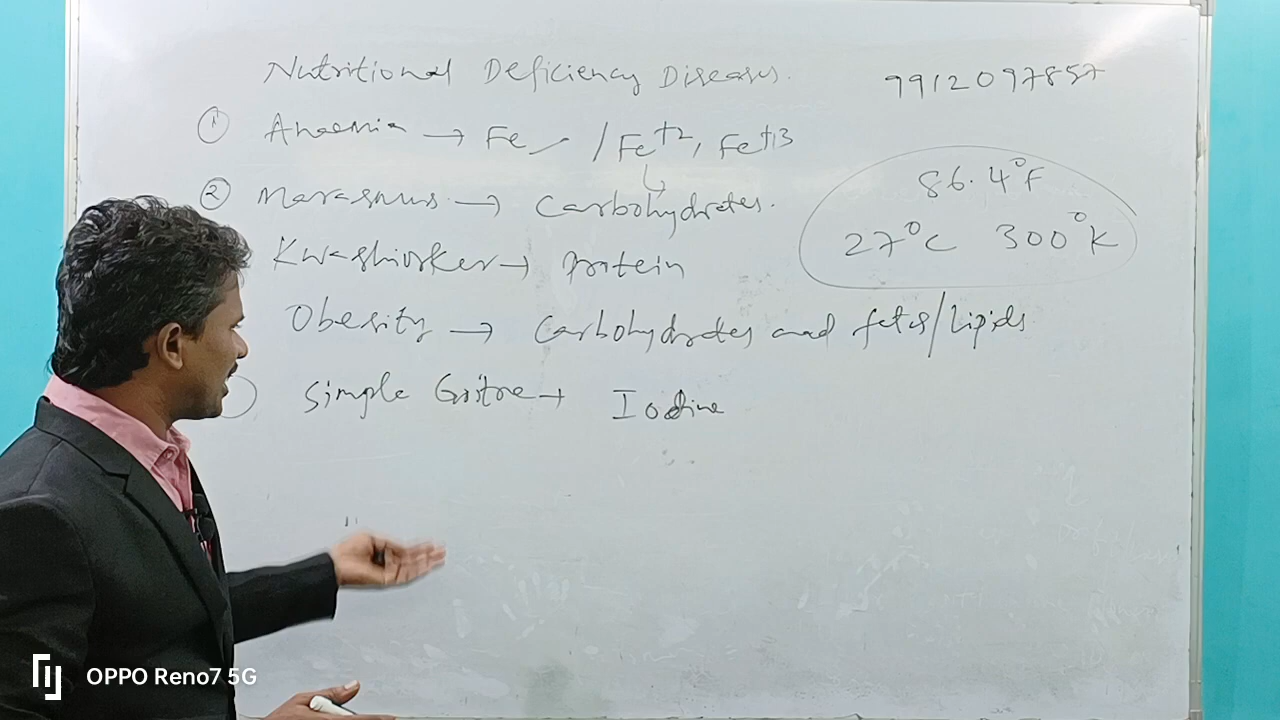 Nutritional Deficiency Diseases.
9912097857
① Anaemia → Fe / Fe+2, Fe+13
② Marasmus → Carbohydrates.
Kwashiorker → protein
Obesity → Carbohydrates and fats/Lipids
Simple Goitre → Iodine
86.4°F
27°C 300°K
OPPO Reno7 5G